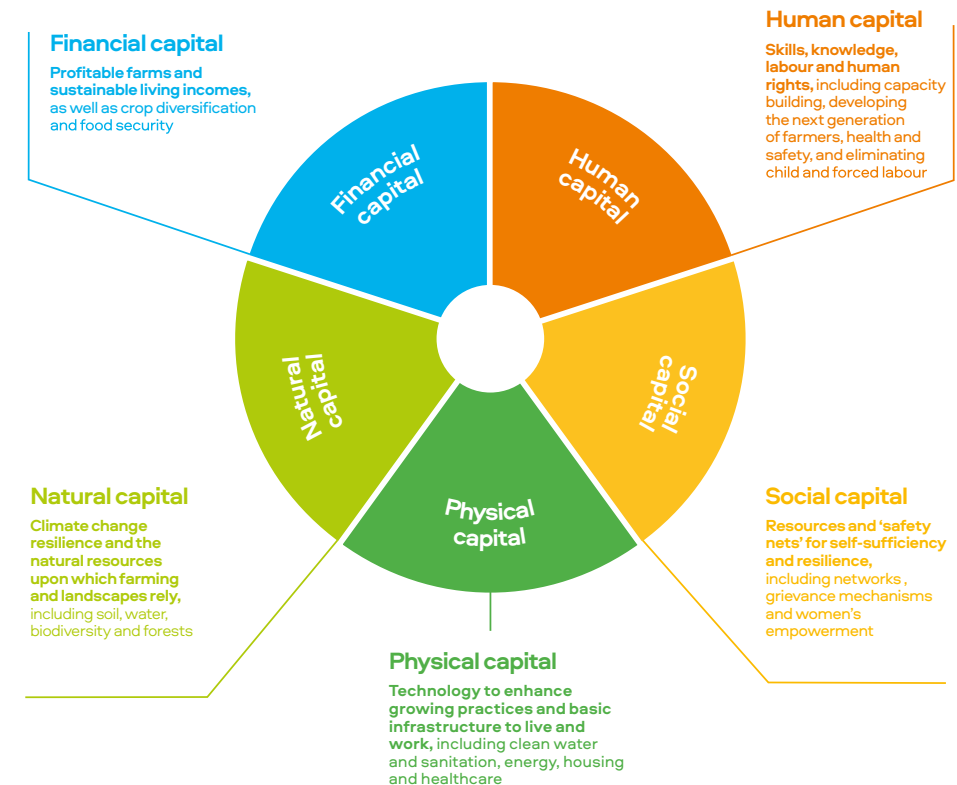 Financial capital
Profitable farms and
sustainable living incomes,
as well as crop diversification
and food security
Human capital
Skills, knowledge,
labour and human
rights, including capacity
building, developing
the next generation
of farmers, health and
safety, and eliminating
child and forced labour
Financial
capital
Human
capital
Natural
capital
Social
capital
Physical
capital
Natural capital
Climate change
resilience and the
natural resources
upon which farming
and landscapes rely,
including soil, water,
biodiversity and forests
Social capital
Resources and ‘safety
nets’ for self-sufficiency
and resilience,
including networks ,
grievance mechanisms
and women’s
empowerment
Physical capital
Technology to enhance
growing practices and basic
infrastructure to live and
work, including clean water
and sanitation, energy, housing
and healthcare